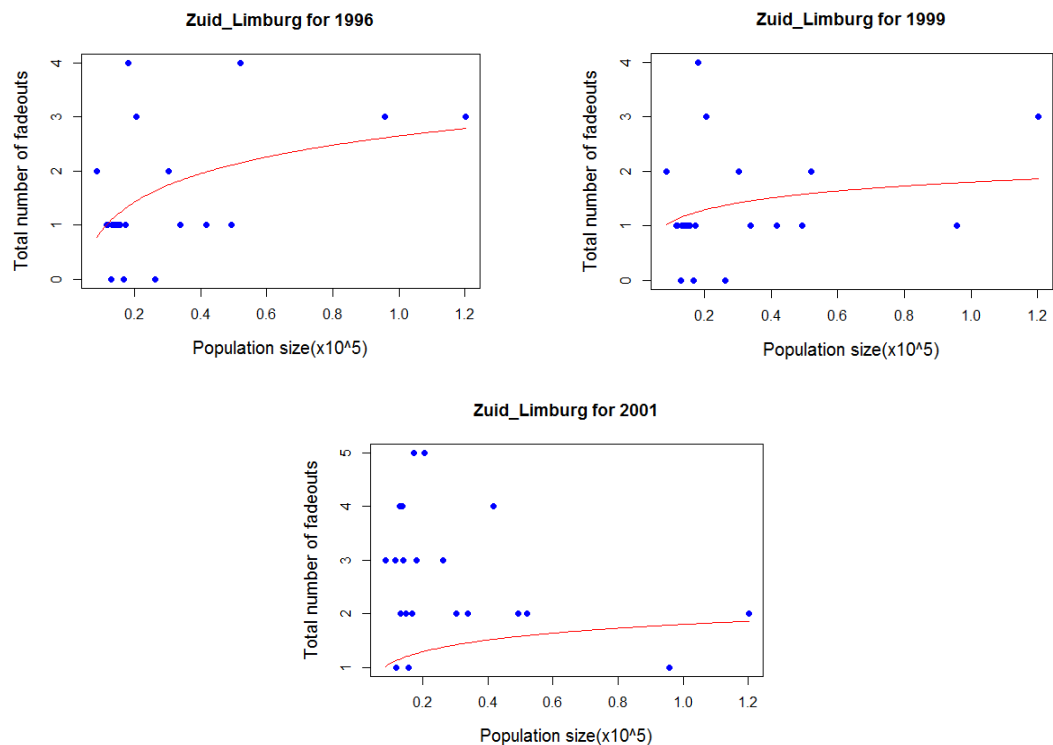 Zuid_Limburg for 1996
Total number of fadeouts
4
3
2
1
0
0.2 0.4 0.6 0.8 1.0 1.2
Population size(x10^5)
Zuid_Limburg for 1999
Total number of fadeouts
4
3
2
1
0
0.2 0.4 0.6 0.8 1.0 1.2
Population size(x10^5)
Zuid_Limburg for 2001
Total number of fadeouts
5
4
3
2
1
0.2 0.4 0.6 0.8 1.0 1.2
Population size(x10^5)